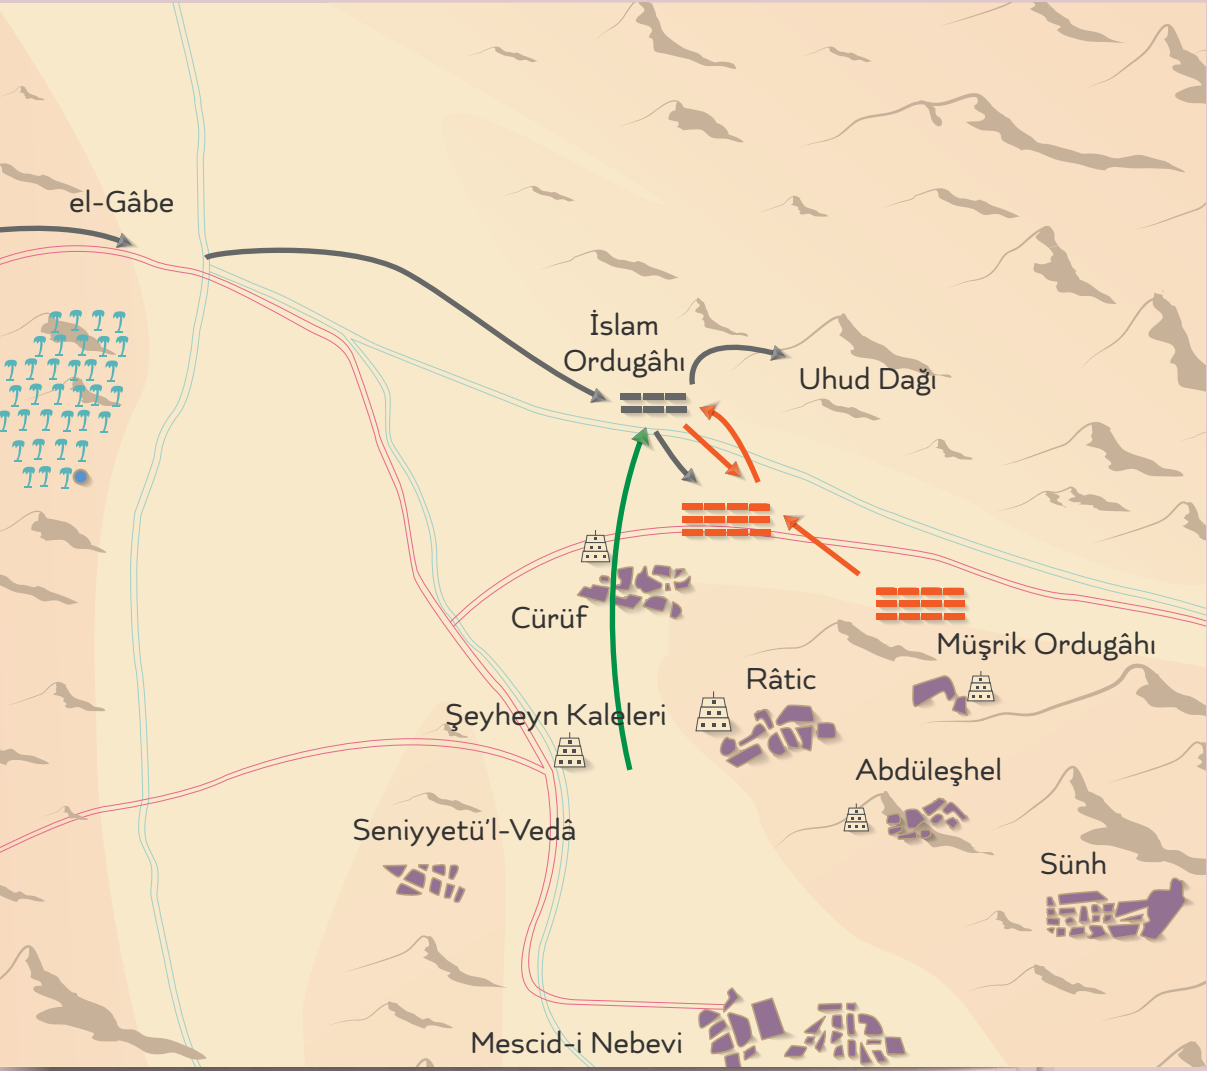 el-Gâbe
İslam
Ordugâhı
Uhud Dağı
Cürüf
Müşrik Ordugâhı
Râtic
Şeyheyn Kaleleri
Abdüleşhel
Seniyyetü'l-Vedâ
Sünh
Mescid-i Nebevi